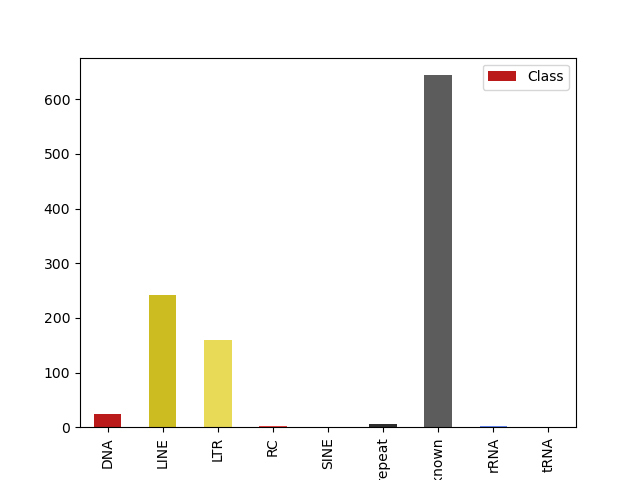 Class
600
500
400
300
200
100
0
DNA
LINE
LTR
RC
SINE
repeat
known
rRNA
tRNA